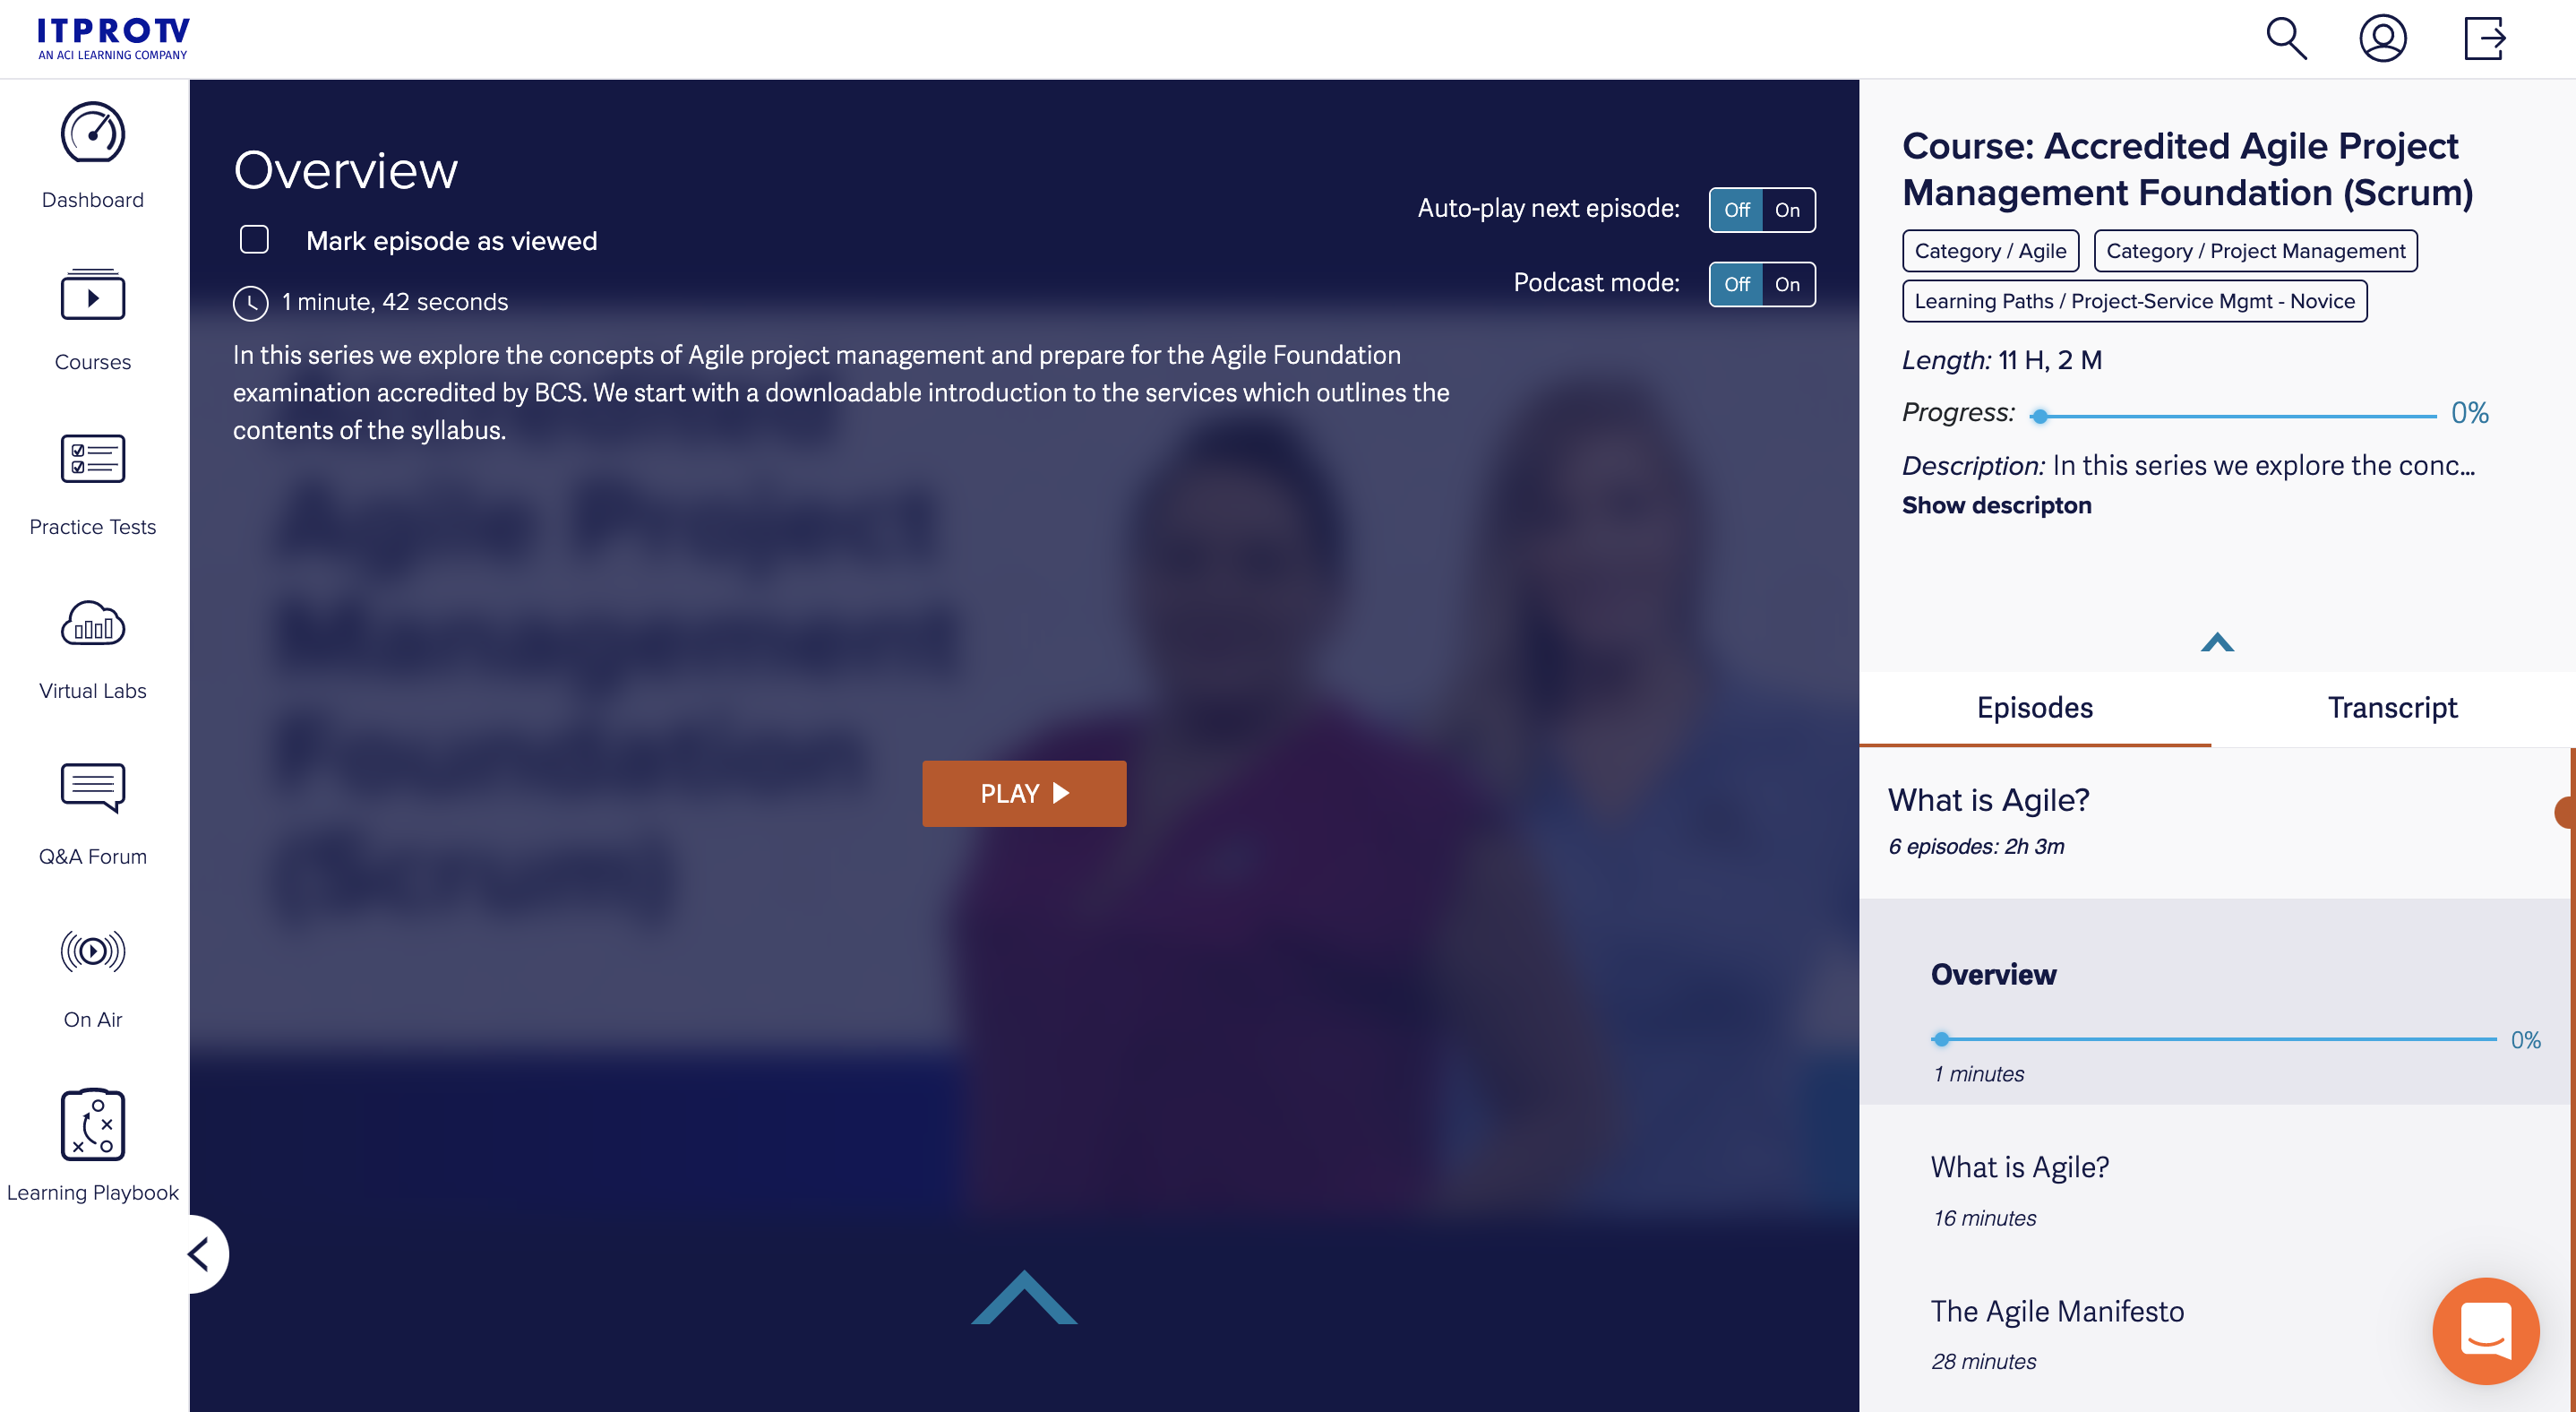 ITPROTV
AN ACI LEARNING COMPANY
Dashboard
Courses
Practice Tests
Virtual Labs
Q&A Forum
On Air
Learning Playbook
Overview
Mark episode as viewed
1 minute, 42 seconds
Auto-play next episode: Off On
Podcast mode: Off On
In this series we explore the concepts of Agile project management and prepare for the Agile Foundation
examination accredited by BCS. We start with a downloadable introduction to the services which outlines the
contents of the syllabus.
Agile Project
Management
Foundation
(Scrum)
PLAY
Course: Accredited Agile Project
Management Foundation (Scrum)
Category / Agile Category / Project Management
Learning Paths / Project-Service Mgmt - Novice
Length: 11 H, 2 M
Progress: 0%
Description: In this series we explore the conc...
Show descripton
Episodes Transcript
What is Agile?
6 episodes: 2h 3m
Overview
0%
1 minutes
What is Agile?
16 minutes
The Agile Manifesto
28 minutes